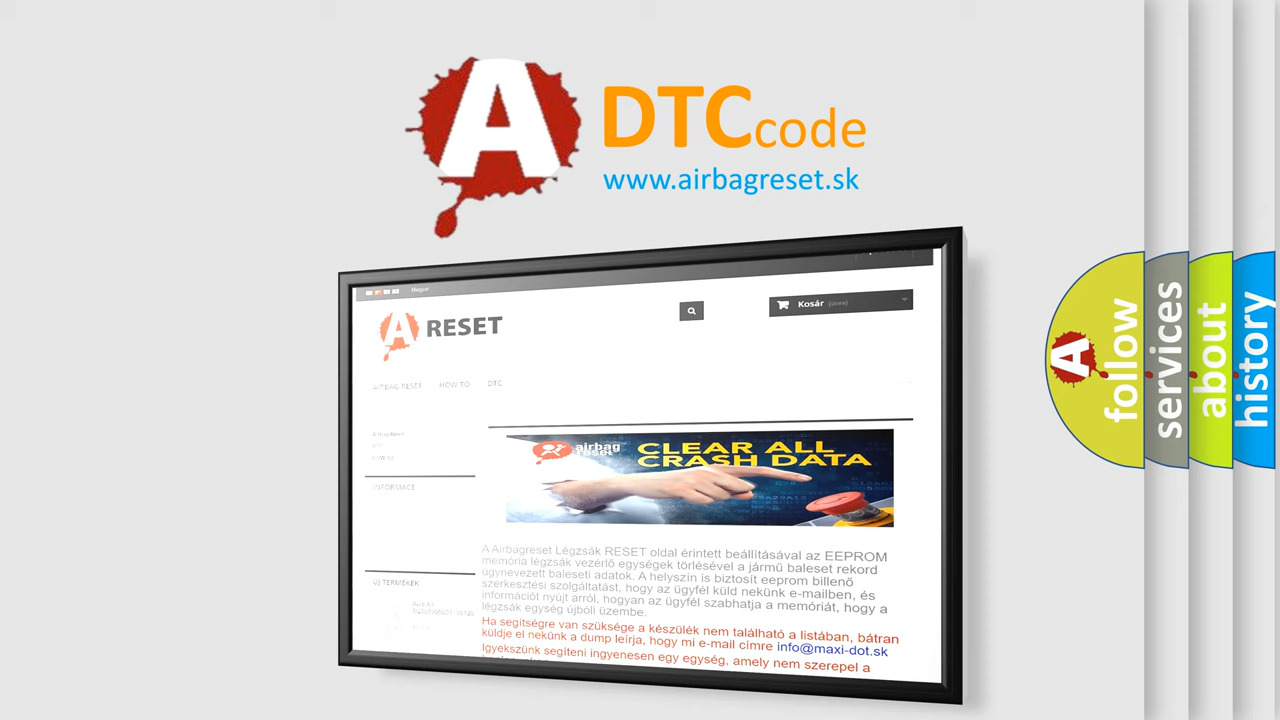 A
DTCcode
www.airbagreset.sk
Magyar
A RESET
Kosár
AIRBAG RESET HOW TO DTC
INFORMACE
airbag reset
CLEAR ALL
CRASH DATA
A Airbagreset Légzsák RESET oldal érintett beállításával az EEPROM
memória légzsák vezérlő egységek törlésével a jármű baleset rekord
úgynevezett baleseti adatok. A helyszín is biztosít eeprom billenő
szerkesztési szolgáltatást, hogy az ügyfél küld nekünk e-mailben, és
információt nyújt arról, hogyan az ügyfél szabhatja a memóriát, hogy a
légzsák egység újbóli üzembe.
Ha segítségre van szüksége a készülék nem található a listában, bátran
küldje el nekünk a dump leírja, hogy mi e-mail címre info@maxi-dot.sk
Igyekszünk segíteni ingyenesen egy egység, amely nem szerepel a
ÚJ TERMÉKEK
A
follow
services
about
history